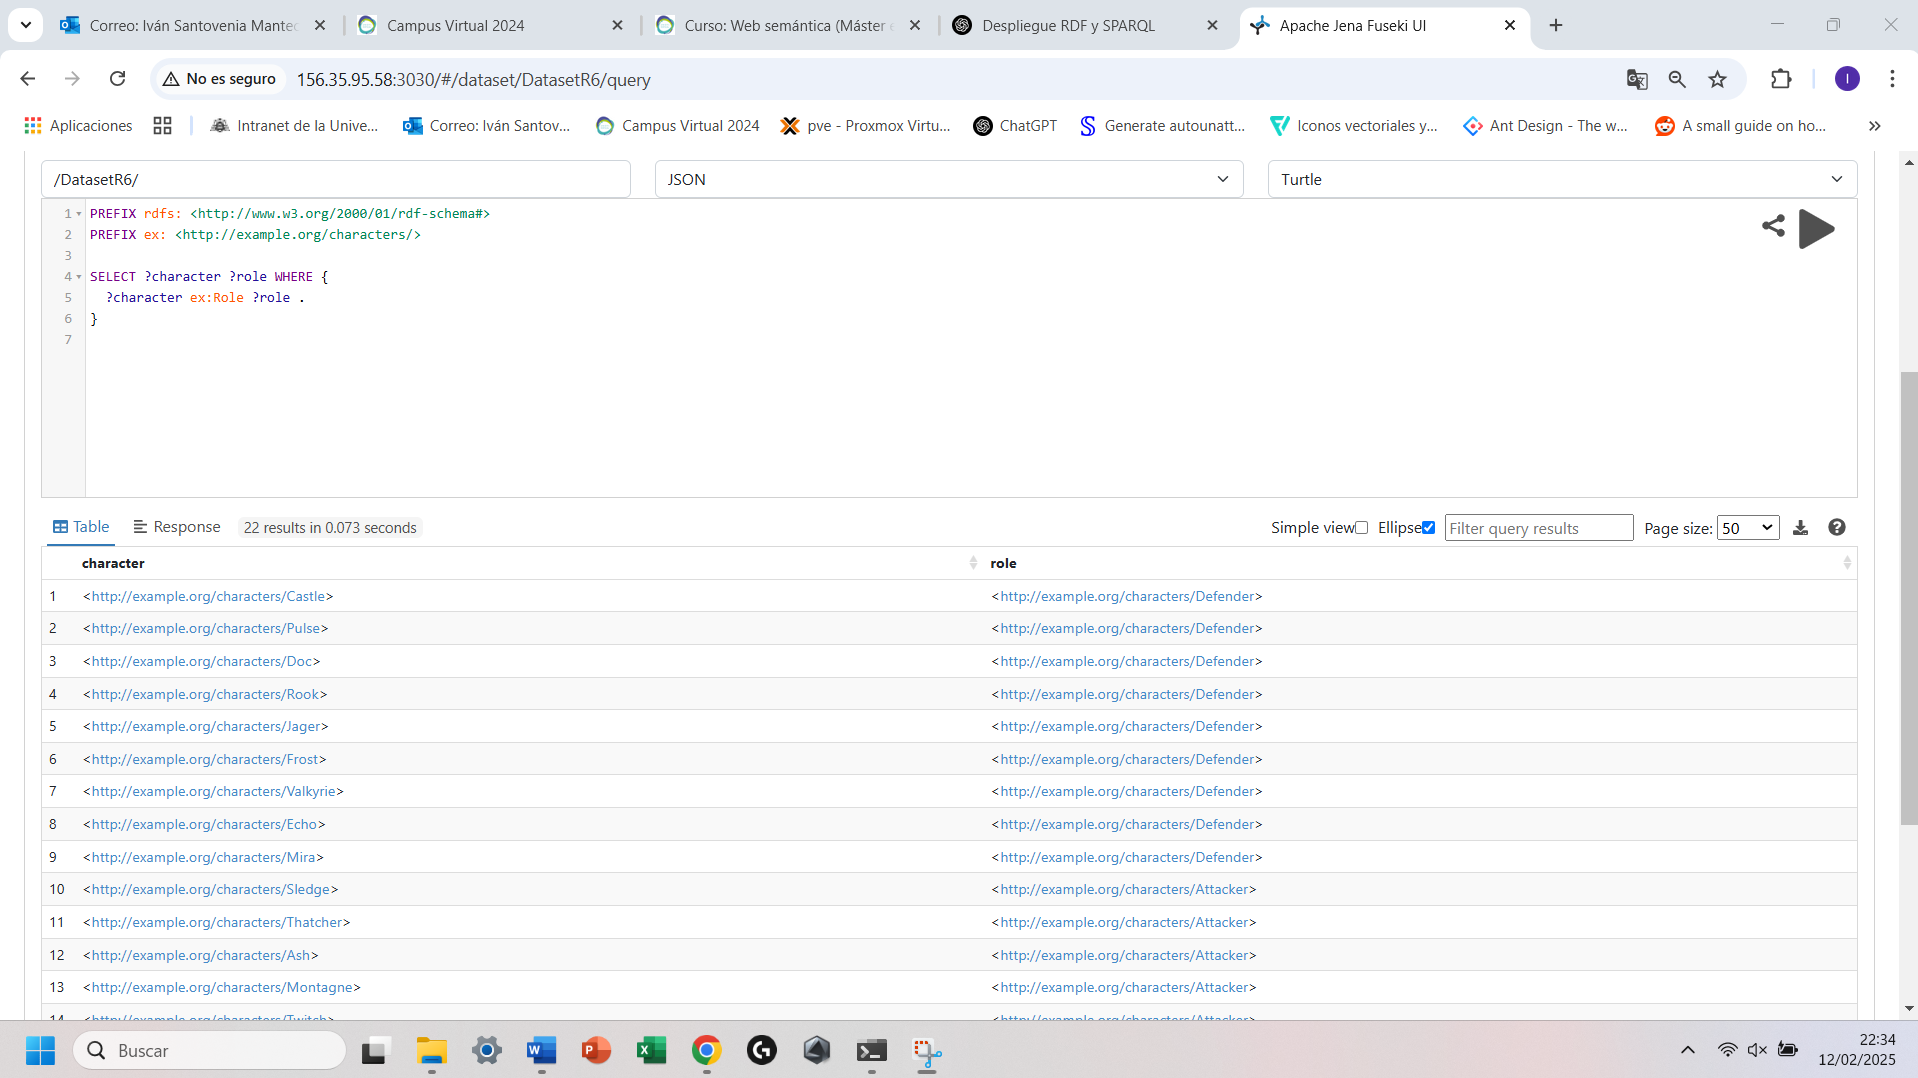 Correo: Iván Santovenia Mantec
Campus Virtual 2024
Curso: Web semántica (Máster e
Despliegue RDF y SPARQL
Apache Jena Fuseki UI
No es seguro
156.35.95.58:3030/#/dataset/DatasetR6/query
I
Aplicaciones
Intranet de la Unive...
Correo: Iván Santov...
Campus Virtual 2024
pve - Proxmox Virtu...
ChatGPT
Generate autounatt...
Iconos vectoriales y...
Ant Design - The w...
A small guide on ho...
/DatasetR6/
JSON
Turtle
1 PREFIX rdfs: <http://www.w3.org/2000/01/rdf-schema#>
2 PREFIX ex: <http://example.org/characters/>
3
4 SELECT ?character ?role WHERE {
5 ?character ex:Role ?role .
6 }
7
Table Response 22 results in 0.073 seconds
Simple view Ellipse Filter query results Page size: 50
character role
1 <http://example.org/characters/Castle> <http://example.org/characters/Defender>
2 <http://example.org/characters/Pulse> <http://example.org/characters/Defender>
3 <http://example.org/characters/Doc> <http://example.org/characters/Defender>
4 <http://example.org/characters/Rook> <http://example.org/characters/Defender>
5 <http://example.org/characters/Jager> <http://example.org/characters/Defender>
6 <http://example.org/characters/Frost> <http://example.org/characters/Defender>
7 <http://example.org/characters/Valkyrie> <http://example.org/characters/Defender>
8 <http://example.org/characters/Echo> <http://example.org/characters/Defender>
9 <http://example.org/characters/Mira> <http://example.org/characters/Defender>
10 <http://example.org/characters/Sledge> <http://example.org/characters/Attacker>
11 <http://example.org/characters/Thatcher> <http://example.org/characters/Attacker>
12 <http://example.org/characters/Ash> <http://example.org/characters/Attacker>
13 <http://example.org/characters/Montagne> <http://example.org/characters/Attacker>
14 <http://example.org/characters/Twitch> <http://example.org/characters/Attacker>
Buscar
22:34
12/02/2025